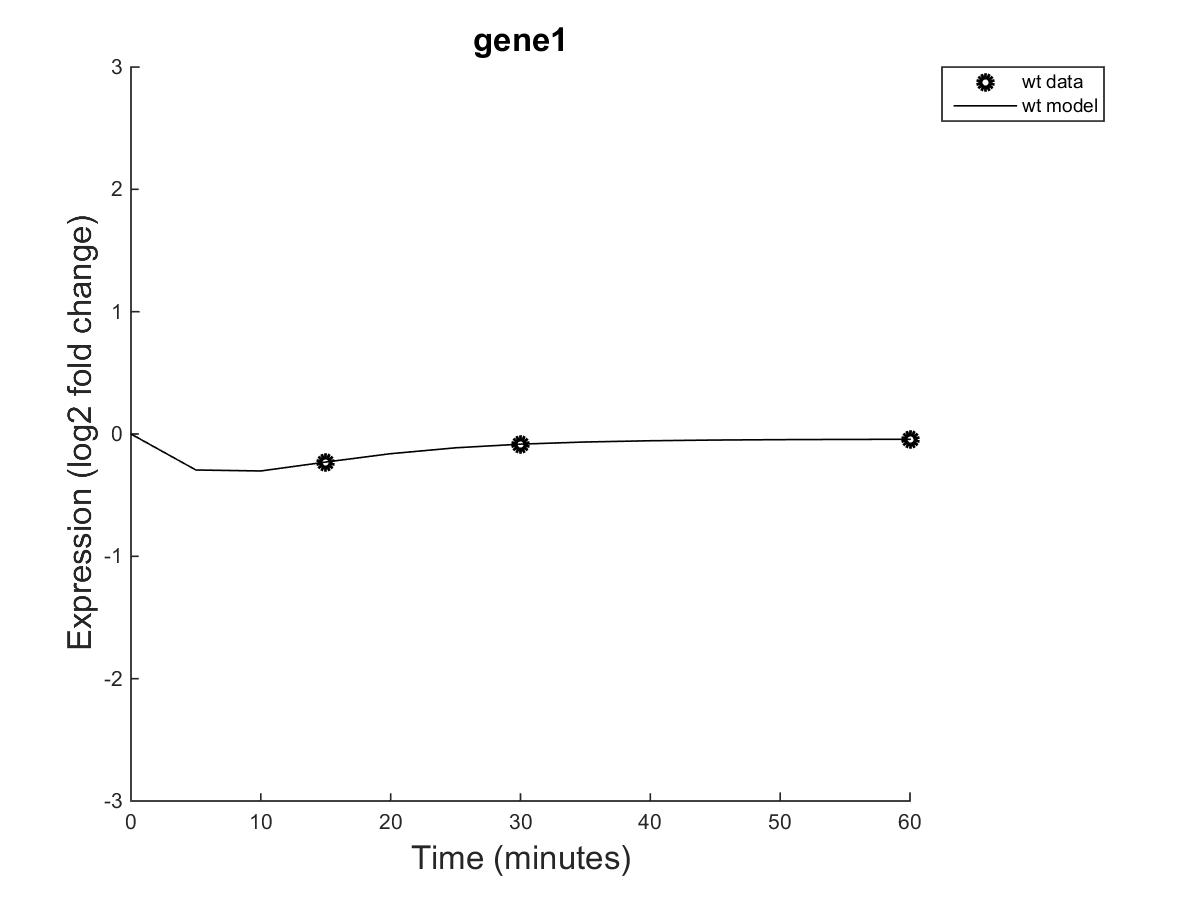 gene1
wt data
wt model
3
2
1
0
-1
-2
-3
Expression (log2 fold change)
0 10 20 30 40 50 60
Time (minutes)